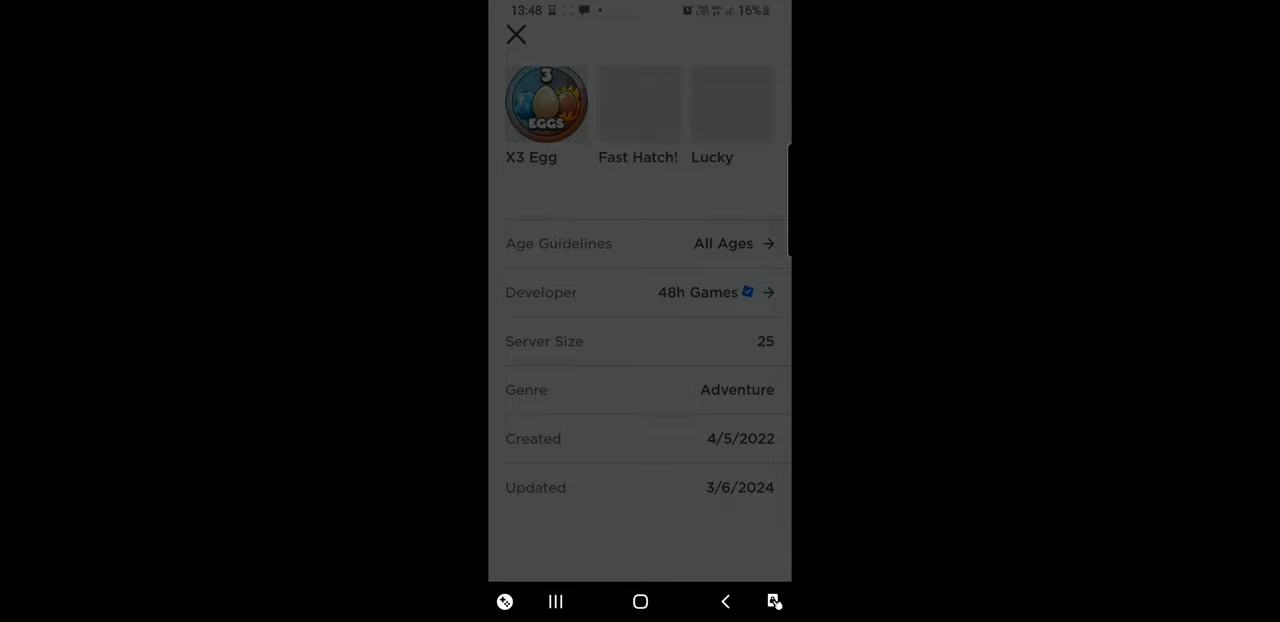 13:48 16%
3
EGGS
X3 Egg Fast Hatch! Lucky
Age Guidelines All Ages →
Developer 48h Games →
Server Size 25
Genre Adventure
Created 4/5/2022
Updated 3/6/2024